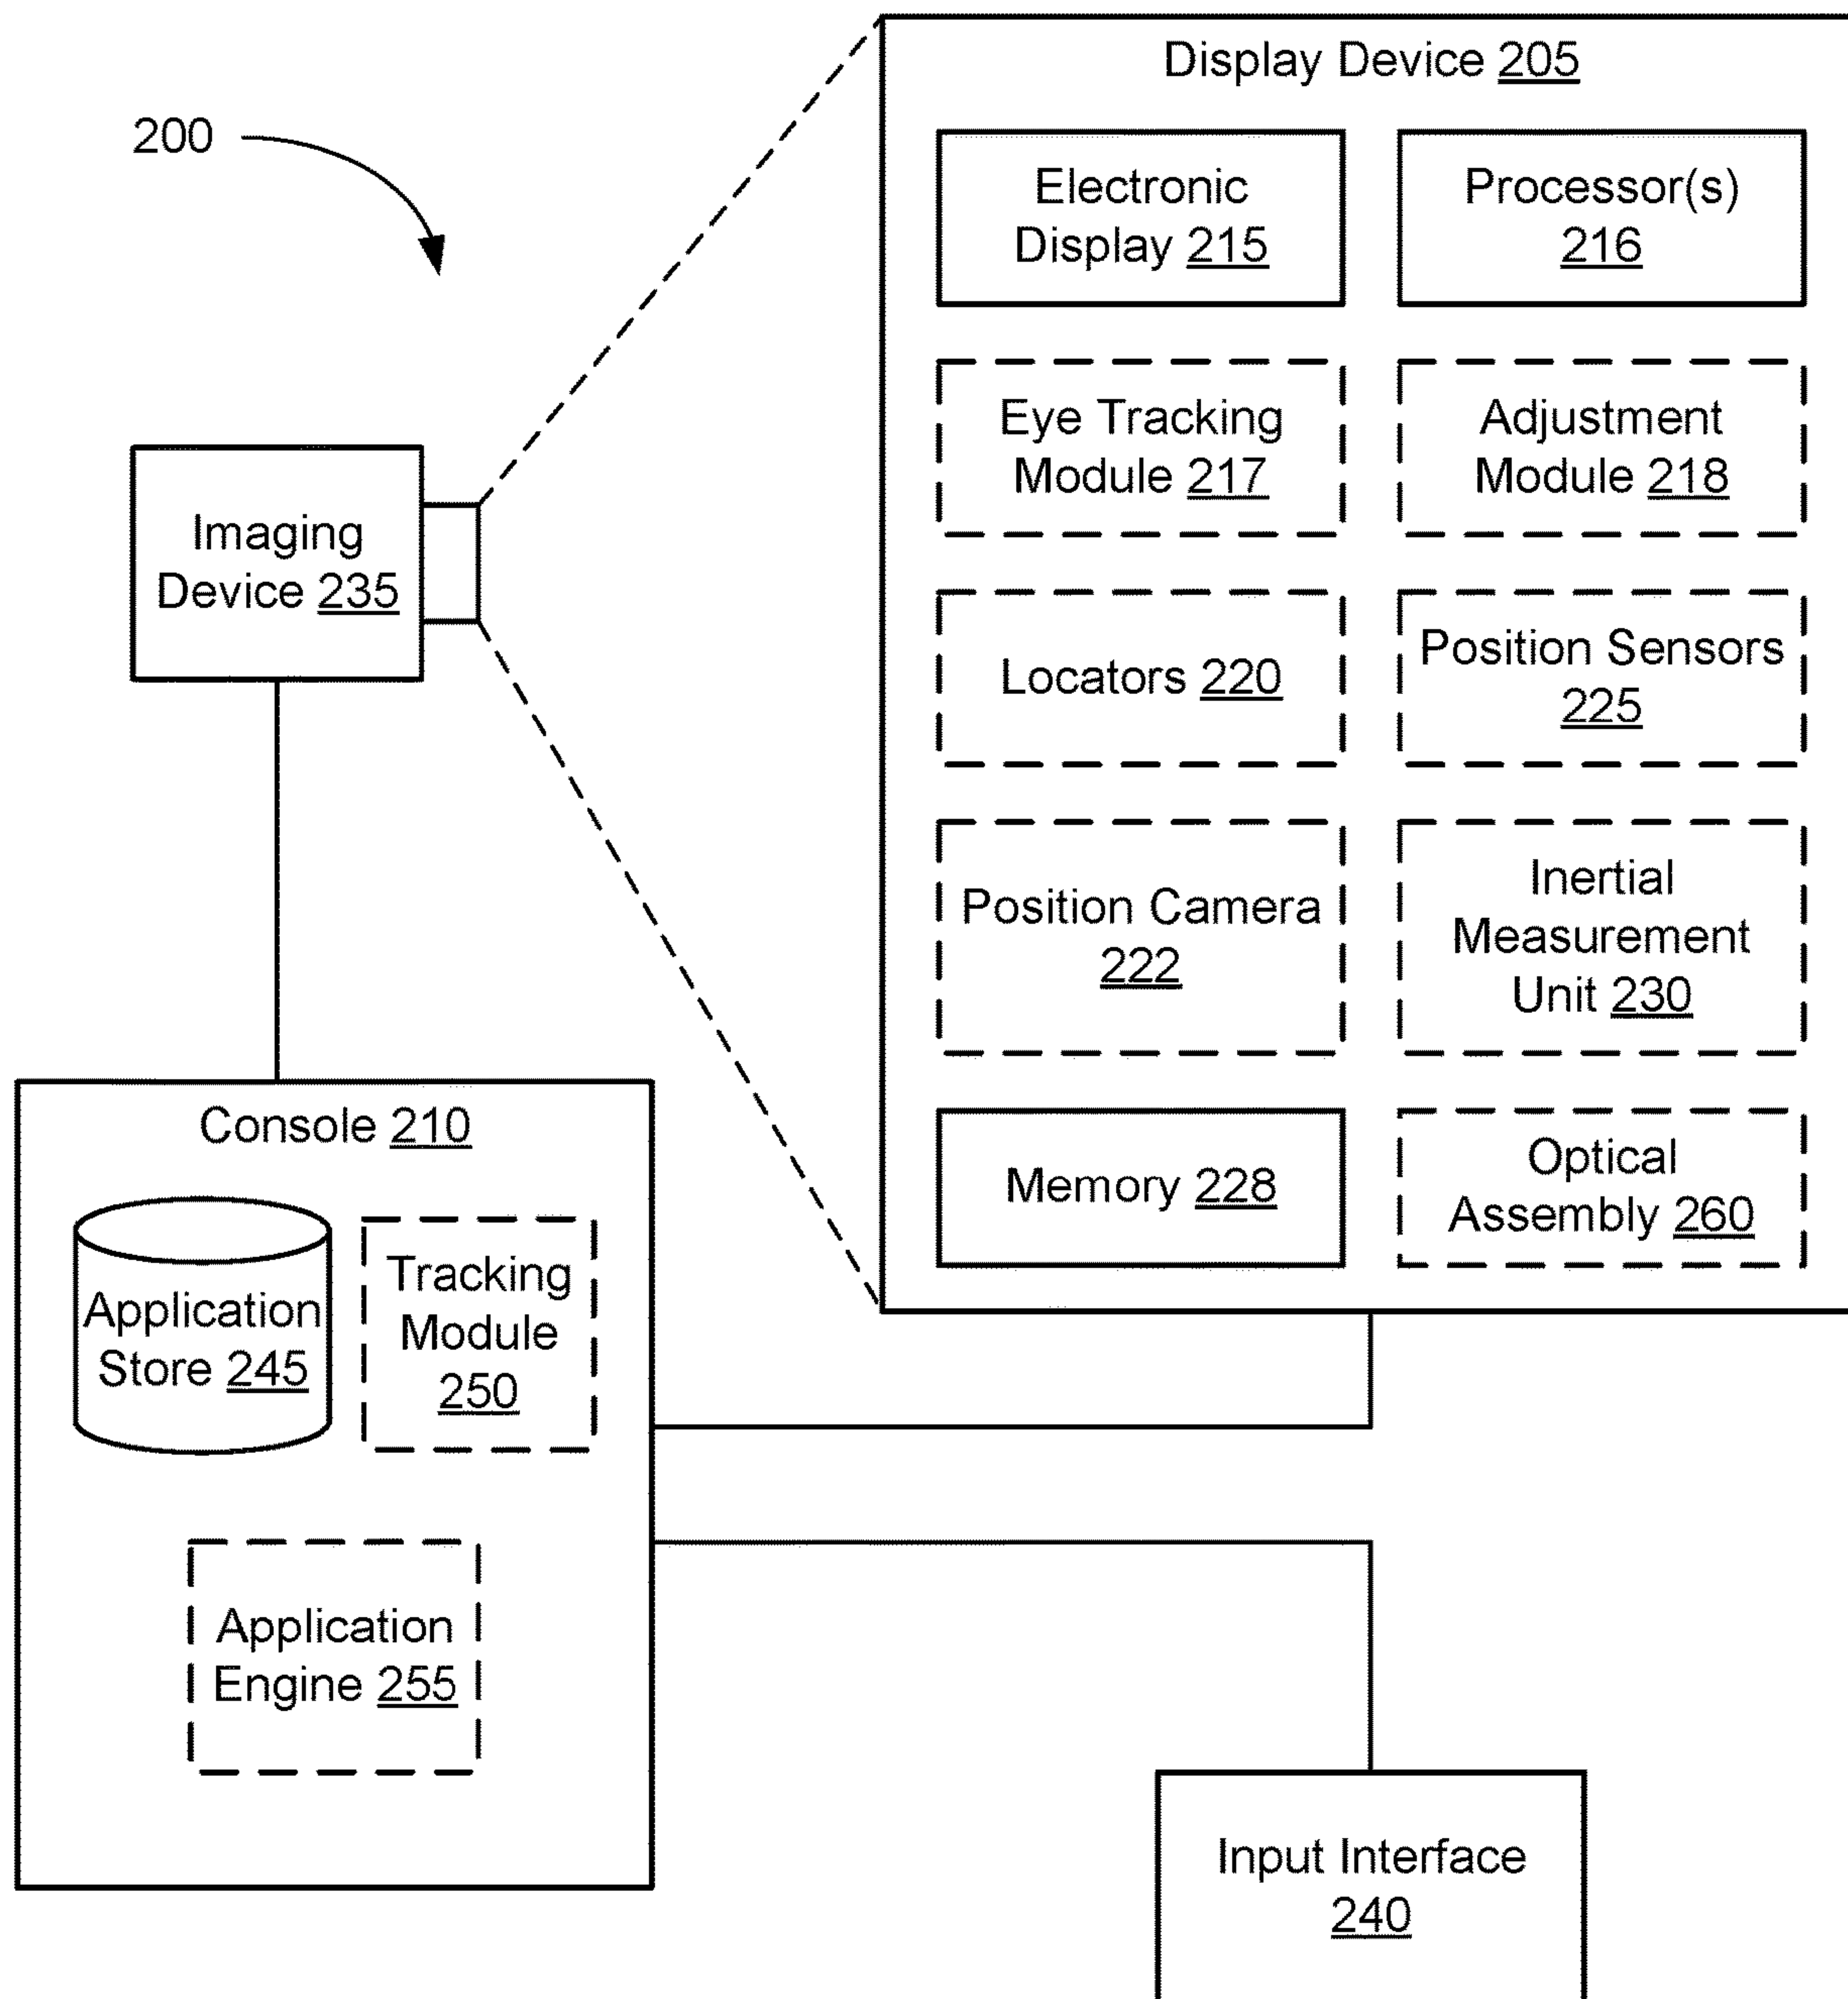 Display Device 205
200
Electronic
Display 215
Processor(s)
216
Eye Tracking
Module 217
Adjustment
Module 218
Imaging
Device 235
Locators 220
Position Sensors
225
Position Camera
222
Inertial
Measurement
Unit 230
Memory 228
Optical
Assembly 260
Console 210
Application
Store 245
Tracking
Module
250
Application
Engine 255
Input Interface
240